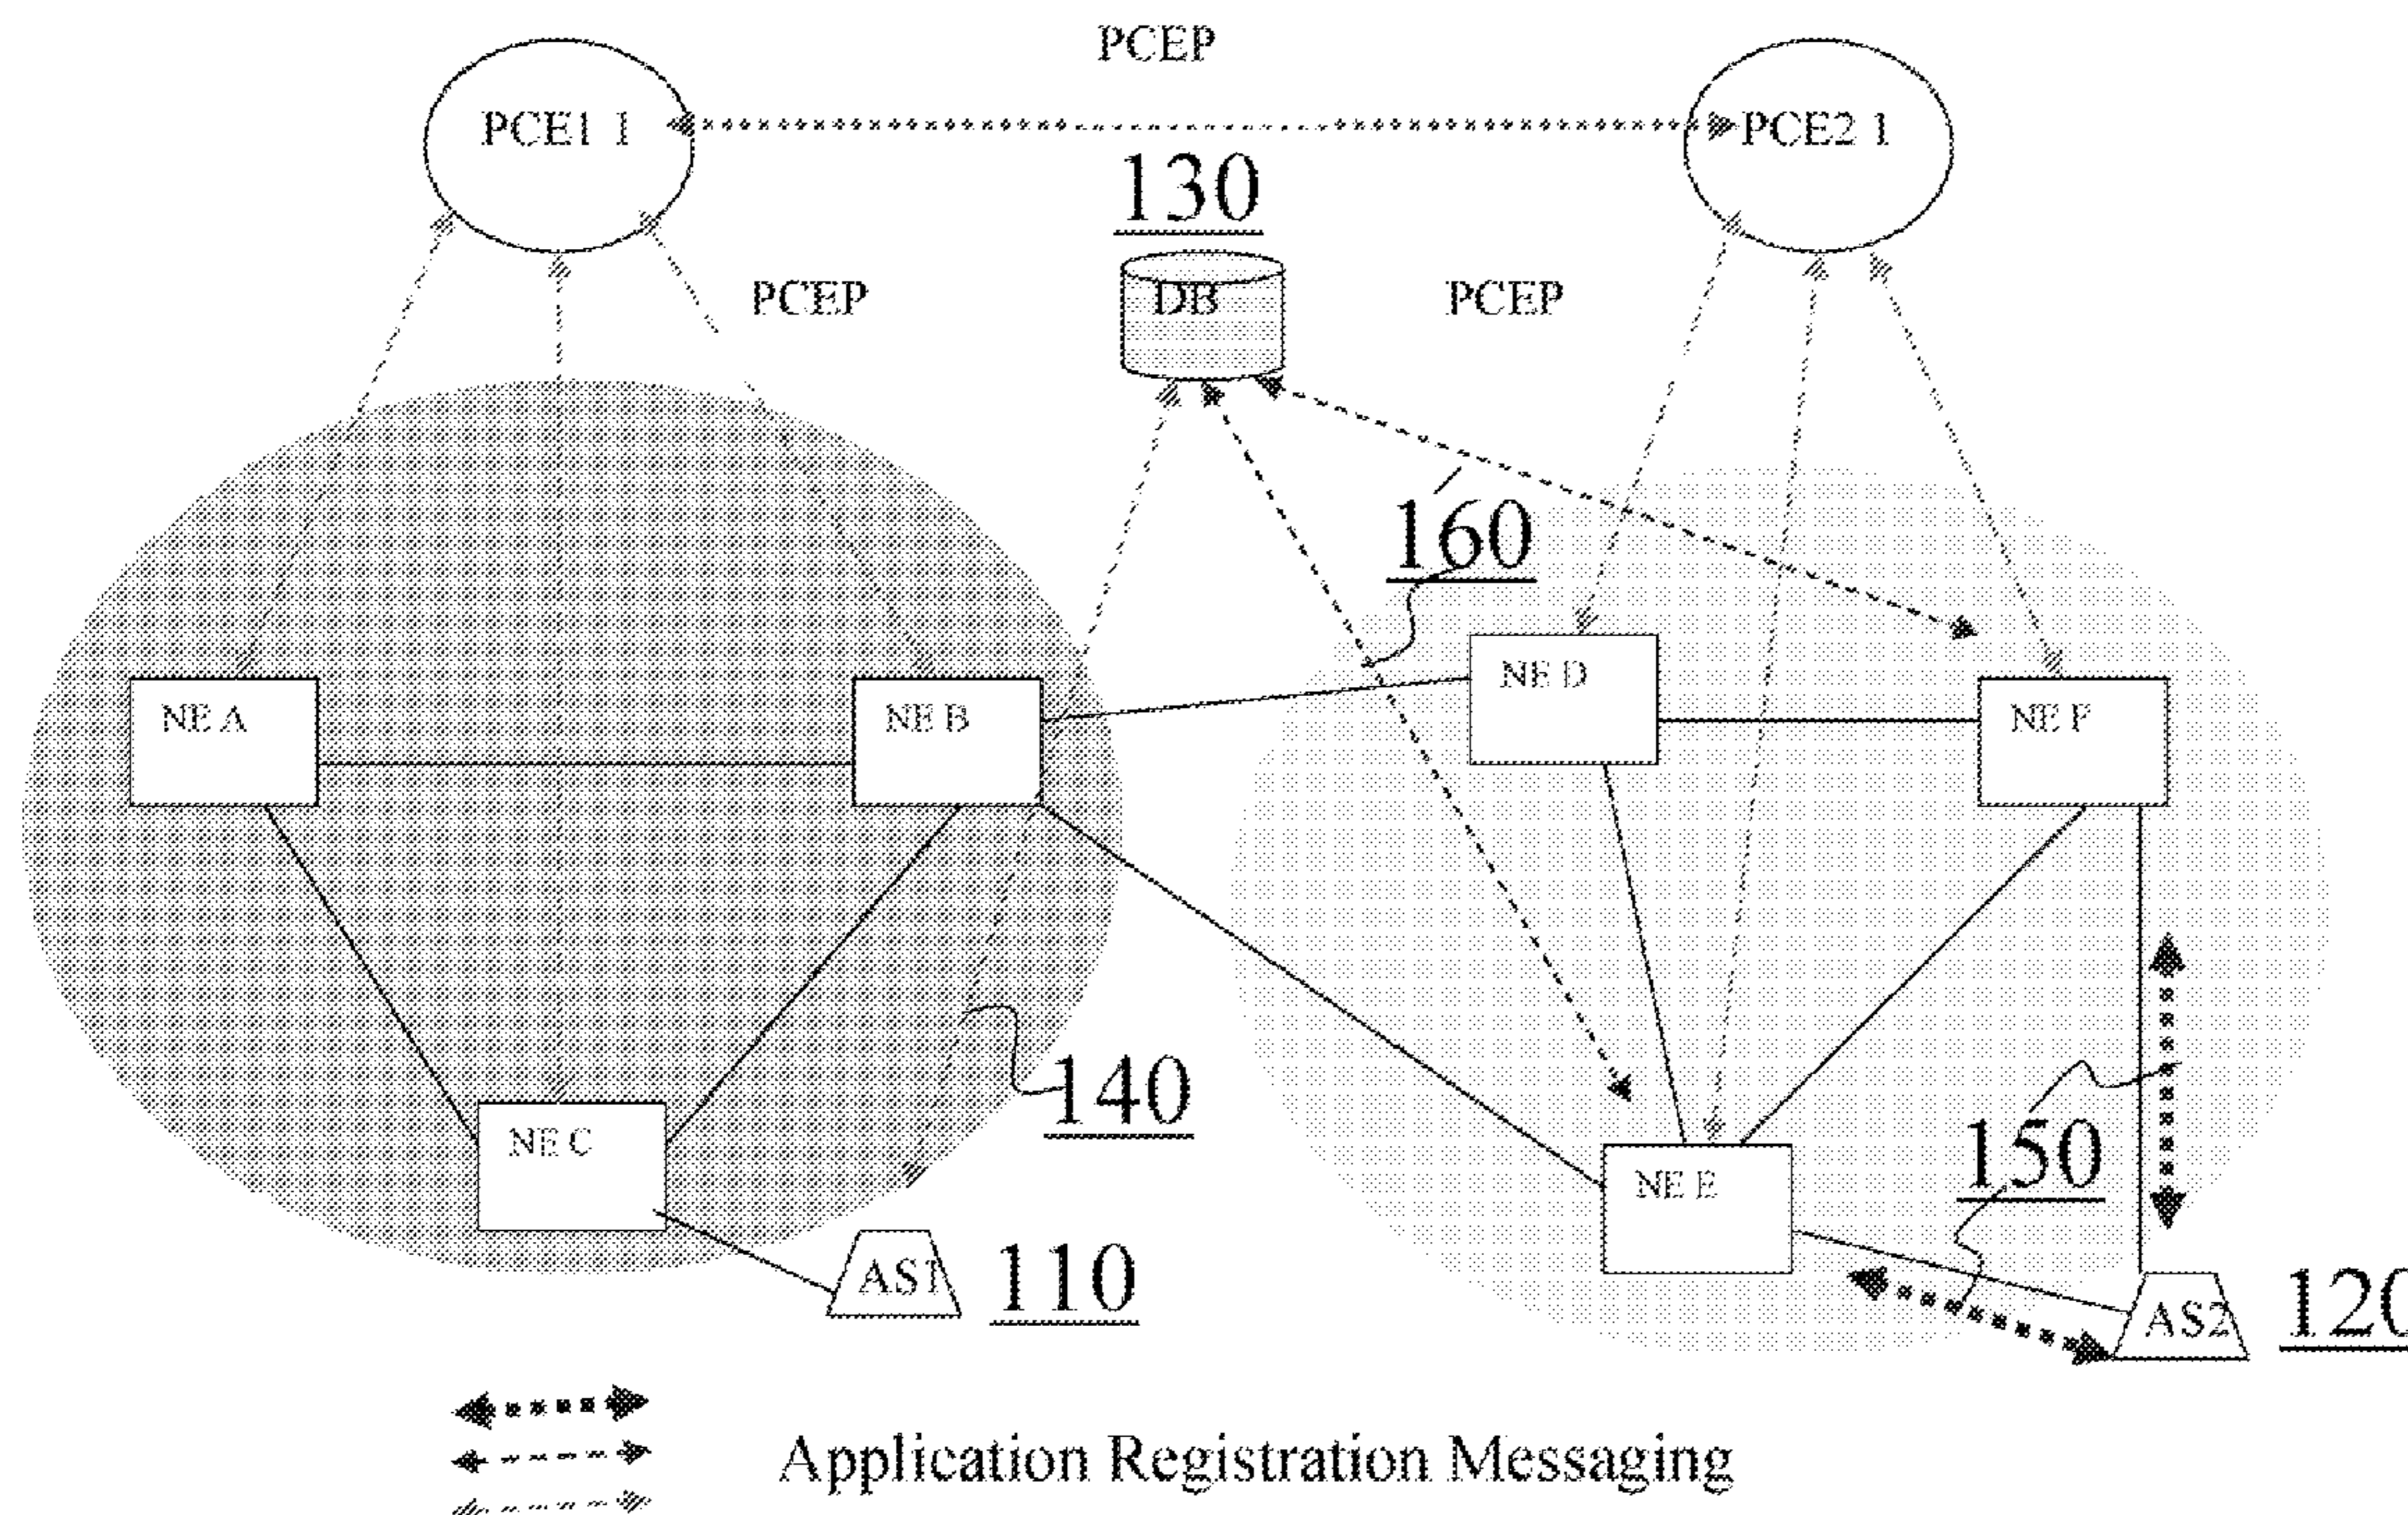 PCEP
PCE1 1
PCE2 1
130
PCEP
DB
PCEP
160
NE A
NE B
NE D
NE F
140
NE C
150
NE E
AS1
110
AS2
120
Application Registration Messaging